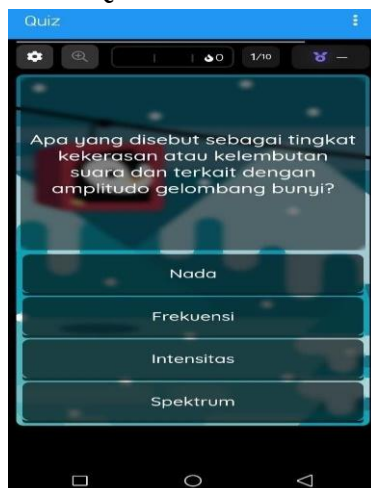 Quiz
0
1/10
–
Apa yang disebut sebagai tingkat
kekerasan atau kelembutan
suara dan terkait dengan
amplitudo gelombang bunyi?
Nada
Frekuensi
Intensitas
Spektrum